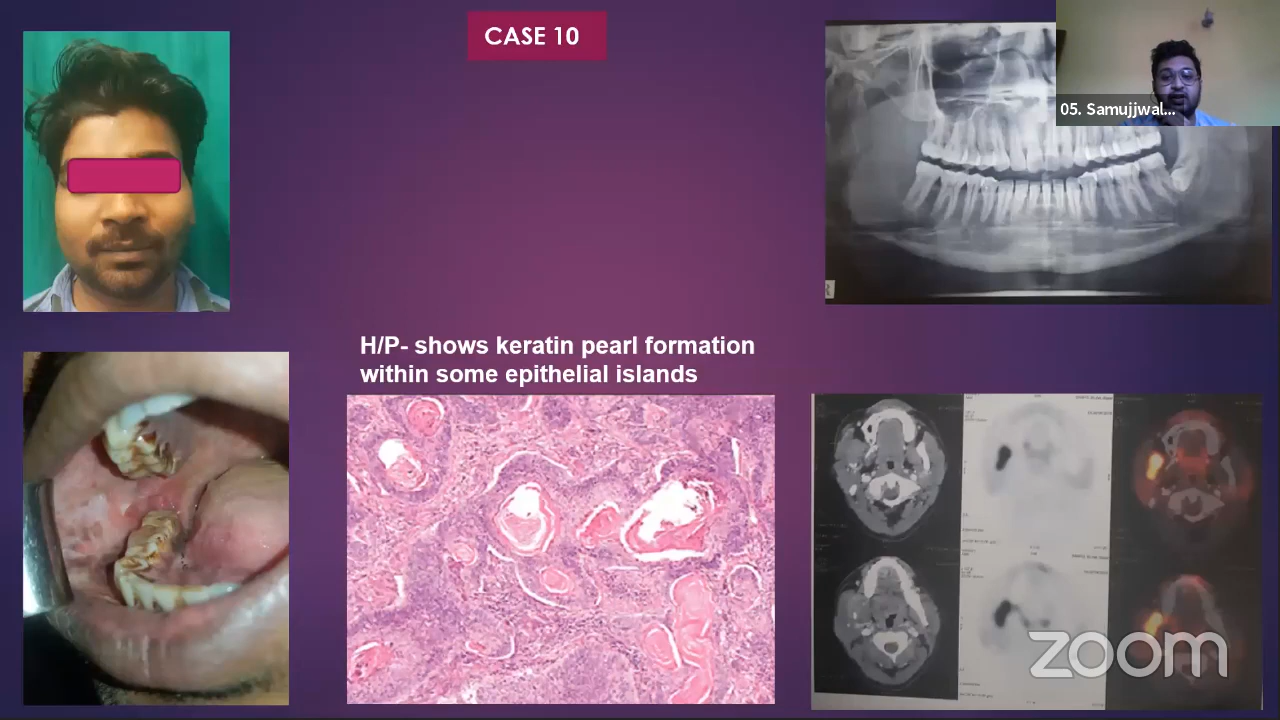 CASE 10
05. Samujjwal...
H/P- shows keratin pearl formation
within some epithelial islands
zoom